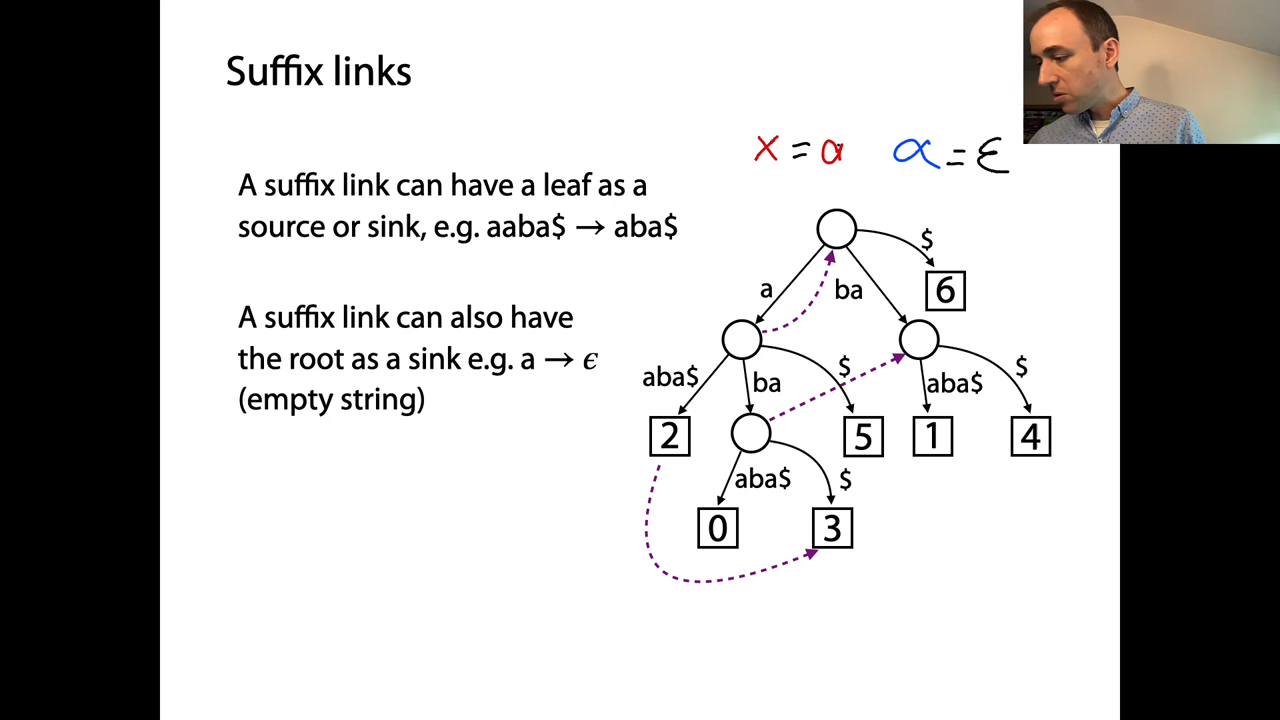 Suffix links
x = a α = ε
A suffix link can have a leaf as a
source or sink, e.g. aaba$ → aba$
A suffix link can also have
the root as a sink e.g. a → ϵ
(empty string)
$
6
a
ba
aba$
ba
$
aba$
$
2
5
1
4
aba$
$
0
3